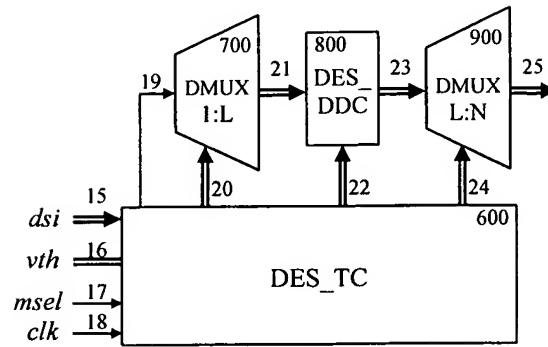 700
800
900
19
21
23
25
DMUX
1:L
DES_
DDC
DMUX
L:N
20
22
24
15
dsi
600
16
vth
DES_TC
17
msel
18
clk